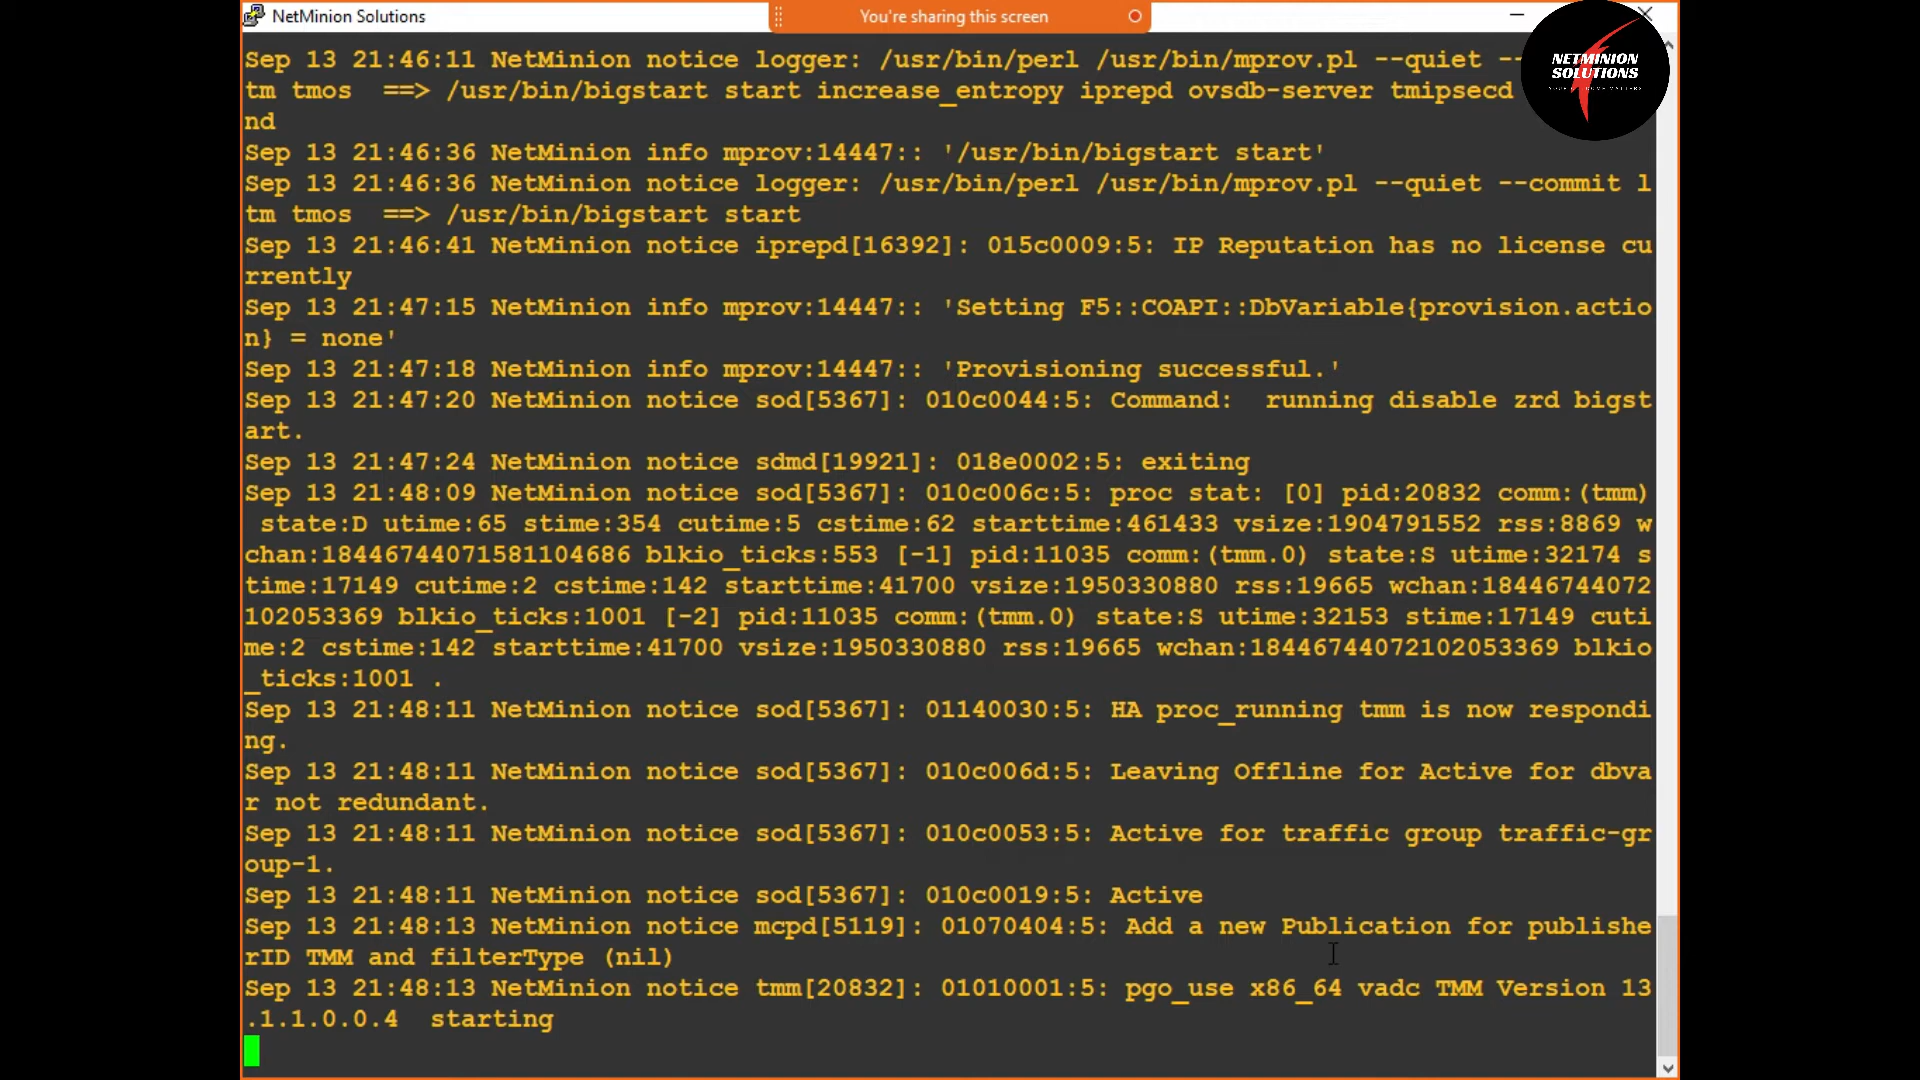 NetMinion Solutions
You're sharing this screen
NETMINION
SOLUTIONS
Sep 13 21:46:11 NetMinion notice logger: /usr/bin/perl /usr/bin/mprov.pl --quiet --
tm tmos  ==> /usr/bin/bigstart start increase_entropy iprepd ovsdb-server tmipsecd
nd
Sep 13 21:46:36 NetMinion info mprov:14447:: '/usr/bin/bigstart start'
Sep 13 21:46:36 NetMinion notice logger: /usr/bin/perl /usr/bin/mprov.pl --quiet --commit l
tm tmos  ==> /usr/bin/bigstart start
Sep 13 21:46:41 NetMinion notice iprepd[16392]: 015c0009:5: IP Reputation has no license cu
rrently
Sep 13 21:47:15 NetMinion info mprov:14447:: 'Setting F5::COAPI::DbVariable{provision.actio
n} = none'
Sep 13 21:47:18 NetMinion info mprov:14447:: 'Provisioning successful.'
Sep 13 21:47:20 NetMinion notice sod[5367]: 010c0044:5: Command:  running disable zrd bigst
art.
Sep 13 21:47:24 NetMinion notice sdmd[19921]: 018e0002:5: exiting
Sep 13 21:48:09 NetMinion notice sod[5367]: 010c006c:5: proc stat: [0] pid:20832 comm:(tmm)
 state:D utime:65 stime:354 cutime:5 cstime:62 starttime:461433 vsize:1904791552 rss:8869 w
chan:18446744071581104686 blkio_ticks:553 [-1] pid:11035 comm:(tmm.0) state:S utime:32174 s
time:17149 cutime:2 cstime:142 starttime:41700 vsize:1950330880 rss:19665 wchan:18446744072
102053369 blkio_ticks:1001 [-2] pid:11035 comm:(tmm.0) state:S utime:32153 stime:17149 cuti
me:2 cstime:142 starttime:41700 vsize:1950330880 rss:19665 wchan:18446744072102053369 blkio
_ticks:1001 .
Sep 13 21:48:11 NetMinion notice sod[5367]: 01140030:5: HA proc_running tmm is now respondi
ng.
Sep 13 21:48:11 NetMinion notice sod[5367]: 010c006d:5: Leaving Offline for Active for dbva
r not redundant.
Sep 13 21:48:11 NetMinion notice sod[5367]: 010c0053:5: Active for traffic group traffic-gr
oup-1.
Sep 13 21:48:11 NetMinion notice sod[5367]: 010c0019:5: Active
Sep 13 21:48:13 NetMinion notice mcpd[5119]: 01070404:5: Add a new Publication for publishe
rID TMM and filterType (nil)
Sep 13 21:48:13 NetMinion notice tmm[20832]: 01010001:5: pgo_use x86_64 vadc TMM Version 13
.1.1.0.0.4  starting